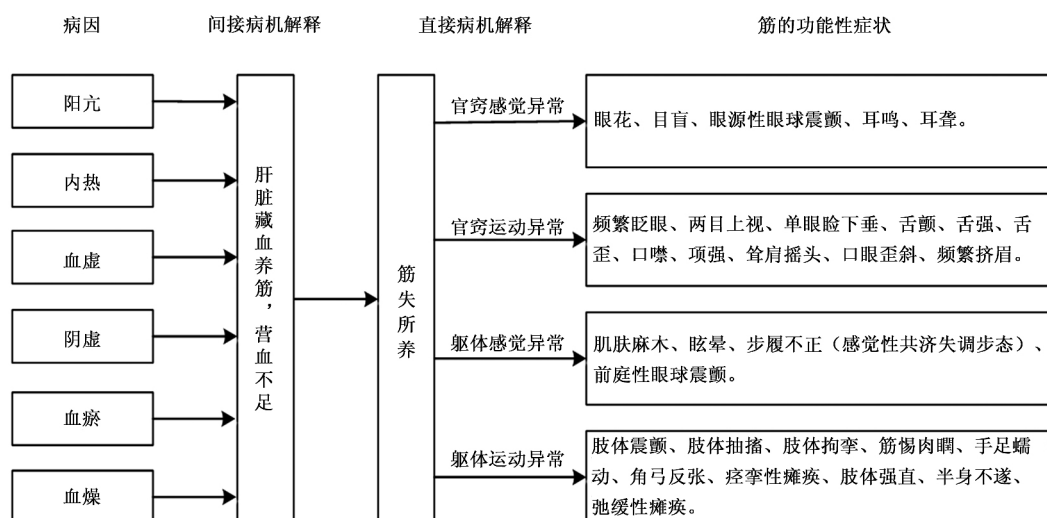 病因
间接病机解释
直接病机解释
筋的功能性症状
阳亢
内热
血虚
阴虚
血瘀
血燥
肝脏藏血养筋，营血不足
筋失所养
官窍感觉异常
眼花、目盲、眼源性眼球震颤、耳鸣、耳聋。
官窍运动异常
频繁眨眼、两目上视、单眼睑下垂、舌颤、舌强、舌
歪、口噤、项强、耸肩摇头、口眼歪斜、频繁挤眉。
躯体感觉异常
肌肤麻木、眩晕、步履不正（感觉性共济失调步态）、
前庭性眼球震颤。
躯体运动异常
肢体震颤、肢体抽搐、肢体拘挛、筋惕肉瞤、手足蠕
动、角弓反张、痉挛性瘫痪、肢体强直、半身不遂、
弛缓性瘫痪。